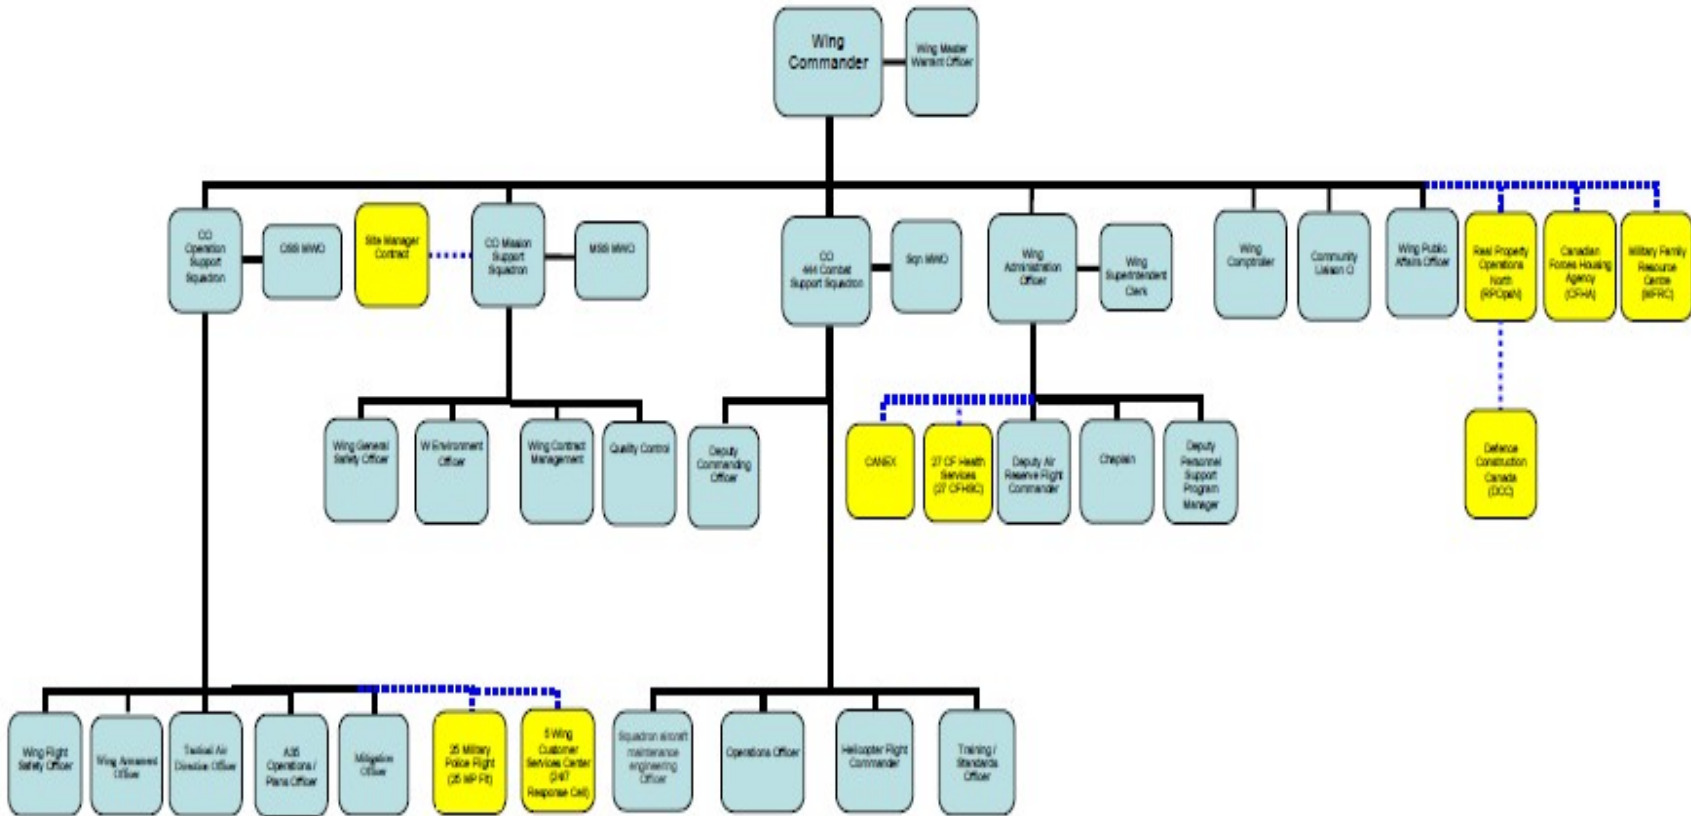 Wing
Commander
Wing Master
Warrant Officer
CO
Operation
Support
Squadron
OSS MWO
Site Manager
Contract
CO Mission
Support
Squadron
MSS MWO
CO
444 Combat
Support Squadron
Sqn MWO
Wing
Administration
Officer
Wing
Superintendent
Clerk
Wing
Comptroller
Community
Liaison O
Wing Public
Affairs Officer
Real Property
Operations
North
(RPOpsN)
Canadian
Forces Housing
Agency
(CFHA)
Military Family
Resource
Centre
(MFRC)
Wing General
Safety Officer
W Environment
Officer
Wing Contract
Management
Quality Control
Deputy
Commanding
Officer
CANEX
27 CF Health
Services
(27 CFHSC)
Deputy Air
Reserve Flight
Commander
Chaplain
Deputy
Personnel
Support
Program
Manager
Defence
Construction
Canada
(DCC)
Wing Flight
Safety Officer
Wing Armament
Officer
Tactical Air
Direction Officer
A35
Operations /
Plans Officer
Mitigation
Officer
25 Military
Police Flight
(25 MP Flt)
5 Wing
Customer
Services Center
(24/7
Response Cell)
Squadron aircraft
maintenance
engineering
Officer
Operations Officer
Helicopter Flight
Commander
Training /
Standards
Officer